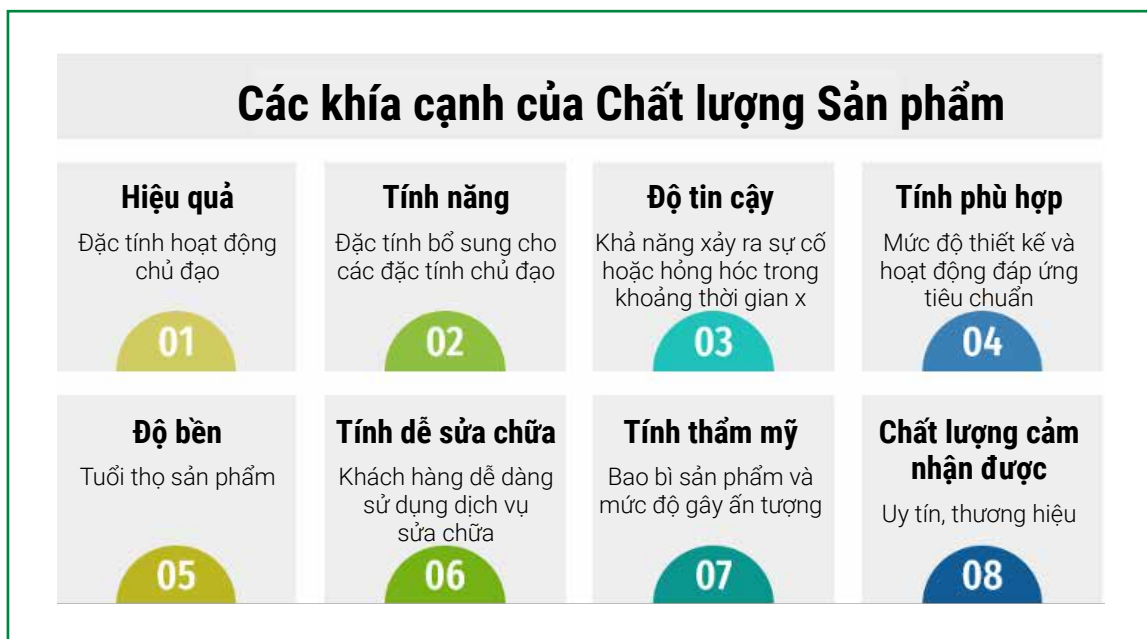 Các khía cạnh của Chất lượng Sản phẩm
Hiệu quả
Đặc tính hoạt động
chủ đạo
01
Tính năng
Đặc tính bổ sung cho
các đặc tính chủ đạo
02
Độ tin cậy
Khả năng xảy ra sự cố
hoặc hỏng hóc trong
khoảng thời gian x
03
Tính phù hợp
Mức độ thiết kế và
hoạt động đáp ứng
tiêu chuẩn
04
Độ bền
Tuổi thọ sản phẩm
05
Tính dễ sửa chữa
Khách hàng dễ dàng
sử dụng dịch vụ
sửa chữa
06
Tính thẩm mỹ
Bao bì sản phẩm và
mức độ gây ấn tượng
07
Chất lượng cảm
nhận được
Uy tín, thương hiệu
08